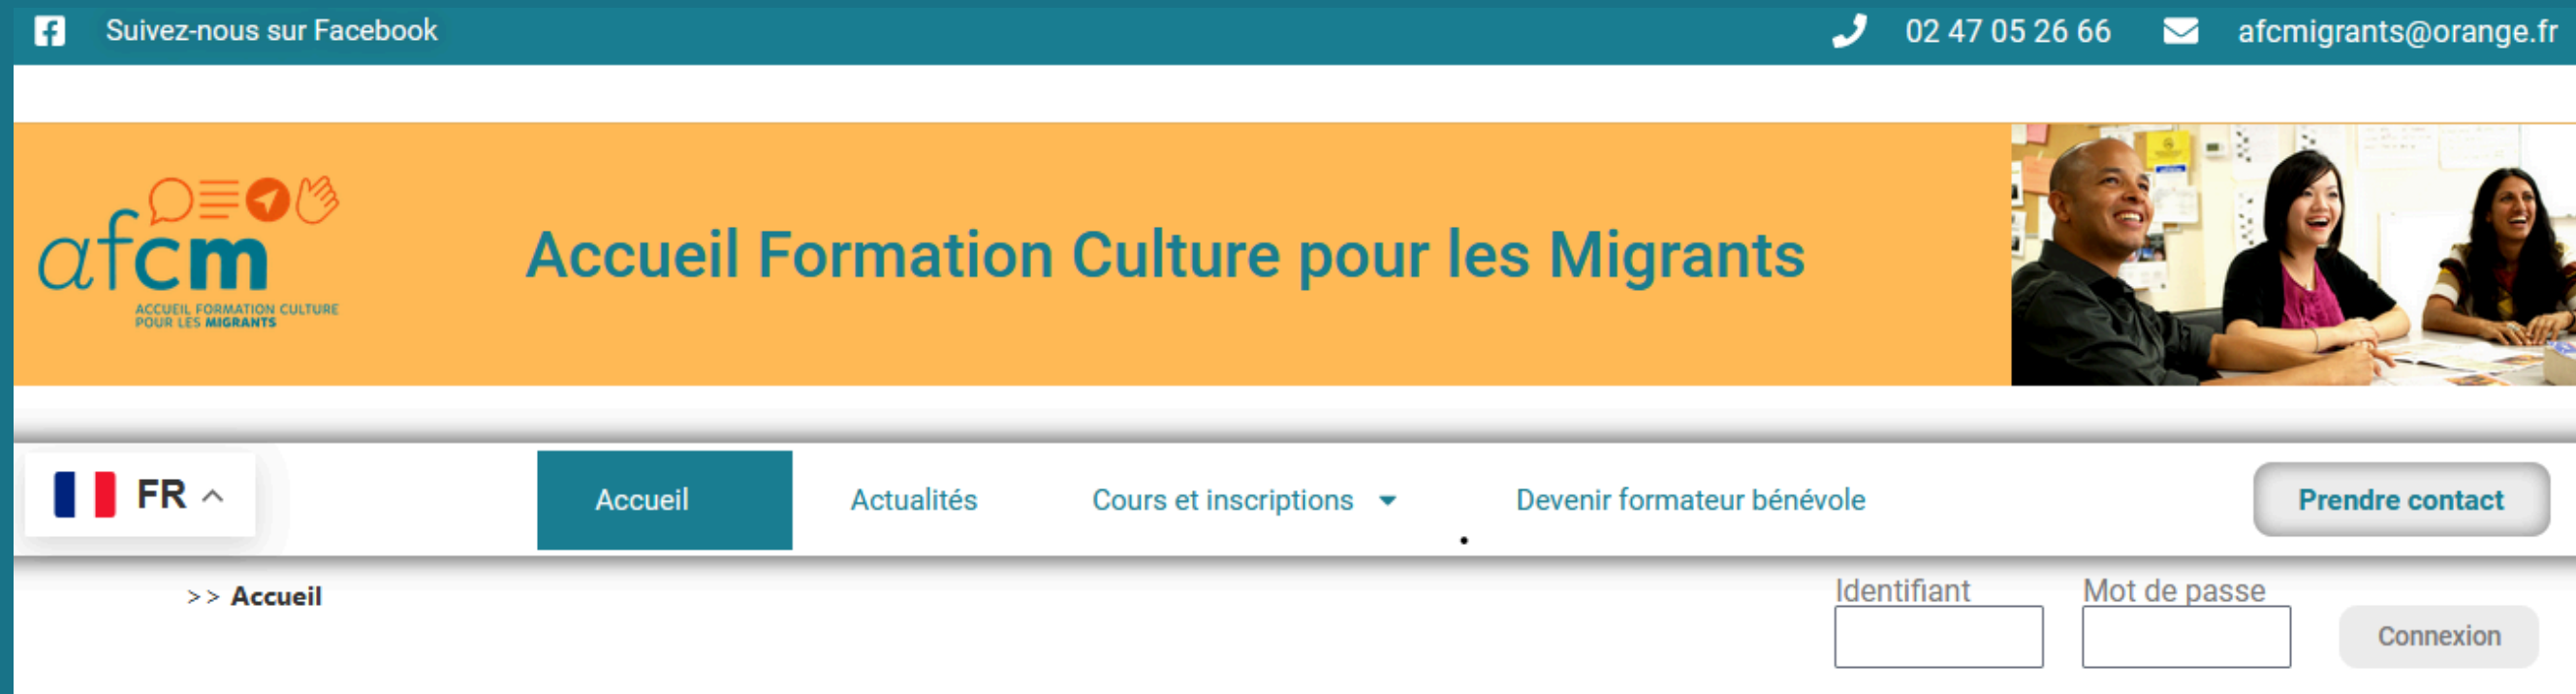 Suivez-nous sur Facebook
02 47 05 26 66
afcmigrants@orange.fr
afcm
ACCUEIL FORMATION CULTURE
POUR LES MIGRANTS
Accueil Formation Culture pour les Migrants
FR
Accueil
Actualités
Cours et inscriptions
Devenir formateur bénévole
Prendre contact
>> Accueil
Identifiant
Mot de passe
Connexion